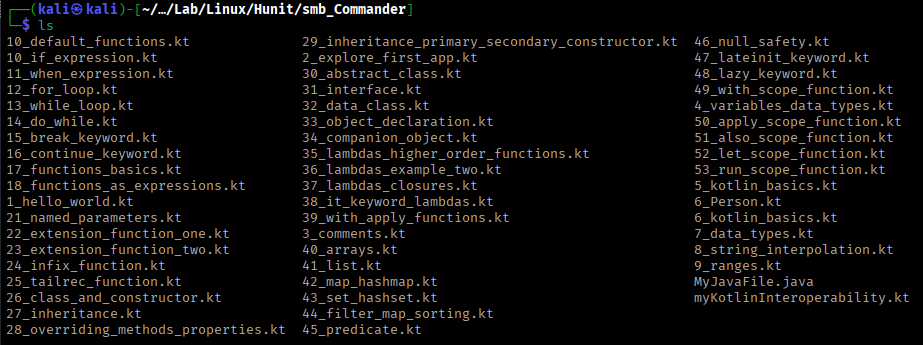 ┌──(kali㉿kali)-[~/…/Lab/Linux/Hunit/smb_Commander]
└─$ ls
10_default_functions.kt 29_inheritance_primary_secondary_constructor.kt 46_null_safety.kt
10_if_expression.kt 2_explore_first_app.kt 47_lateinit_keyword.kt
11_when_expression.kt 30_abstract_class.kt 48_lazy_keyword.kt
12_for_loop.kt 31_interface.kt 49_with_scope_function.kt
13_while_loop.kt 32_data_class.kt 4_variables_data_types.kt
14_do_while.kt 33_object_declaration.kt 50_apply_scope_function.kt
15_break_keyword.kt 34_companion_object.kt 51_also_scope_function.kt
16_continue_keyword.kt 35_lambdas_higher_order_functions.kt 52_let_scope_function.kt
17_functions_basics.kt 36_lambdas_example_two.kt 53_run_scope_function.kt
18_functions_as_expressions.kt 37_lambdas_closures.kt 5_kotlin_basics.kt
1_hello_world.kt 38_it_keyword_lambdas.kt 6_Person.kt
21_named_parameters.kt 39_with_apply_functions.kt 6_kotlin_basics.kt
22_extension_function_one.kt 3_comments.kt 7_data_types.kt
23_extension_function_two.kt 40_arrays.kt 8_string_interpolation.kt
24_infix_function.kt 41_list.kt 9_ranges.kt
25_tailrec_function.kt 42_map_hashmap.kt MyJavaFile.java
26_class_and_constructor.kt 43_set_hashset.kt myKotlinInteroperability.kt
27_inheritance.kt 44_filter_map_sorting.kt
28_overriding_methods_properties.kt 45_predicate.kt